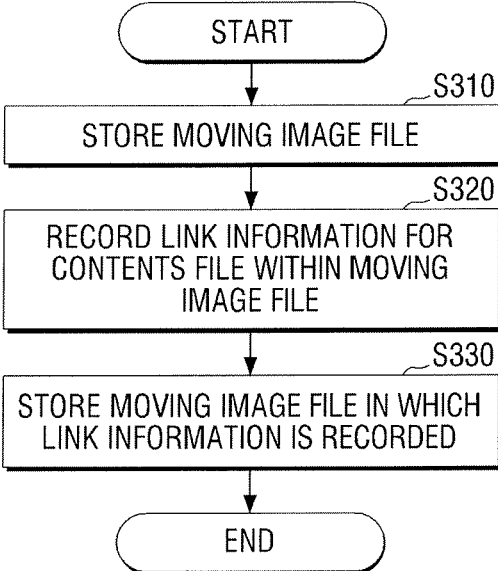 START
S310
STORE MOVING IMAGE FILE
S320
RECORD LINK INFORMATION FOR
CONTENTS FILE WITHIN MOVING
IMAGE FILE
S330
STORE MOVING IMAGE FILE IN WHICH
LINK INFORMATION IS RECORDED
END